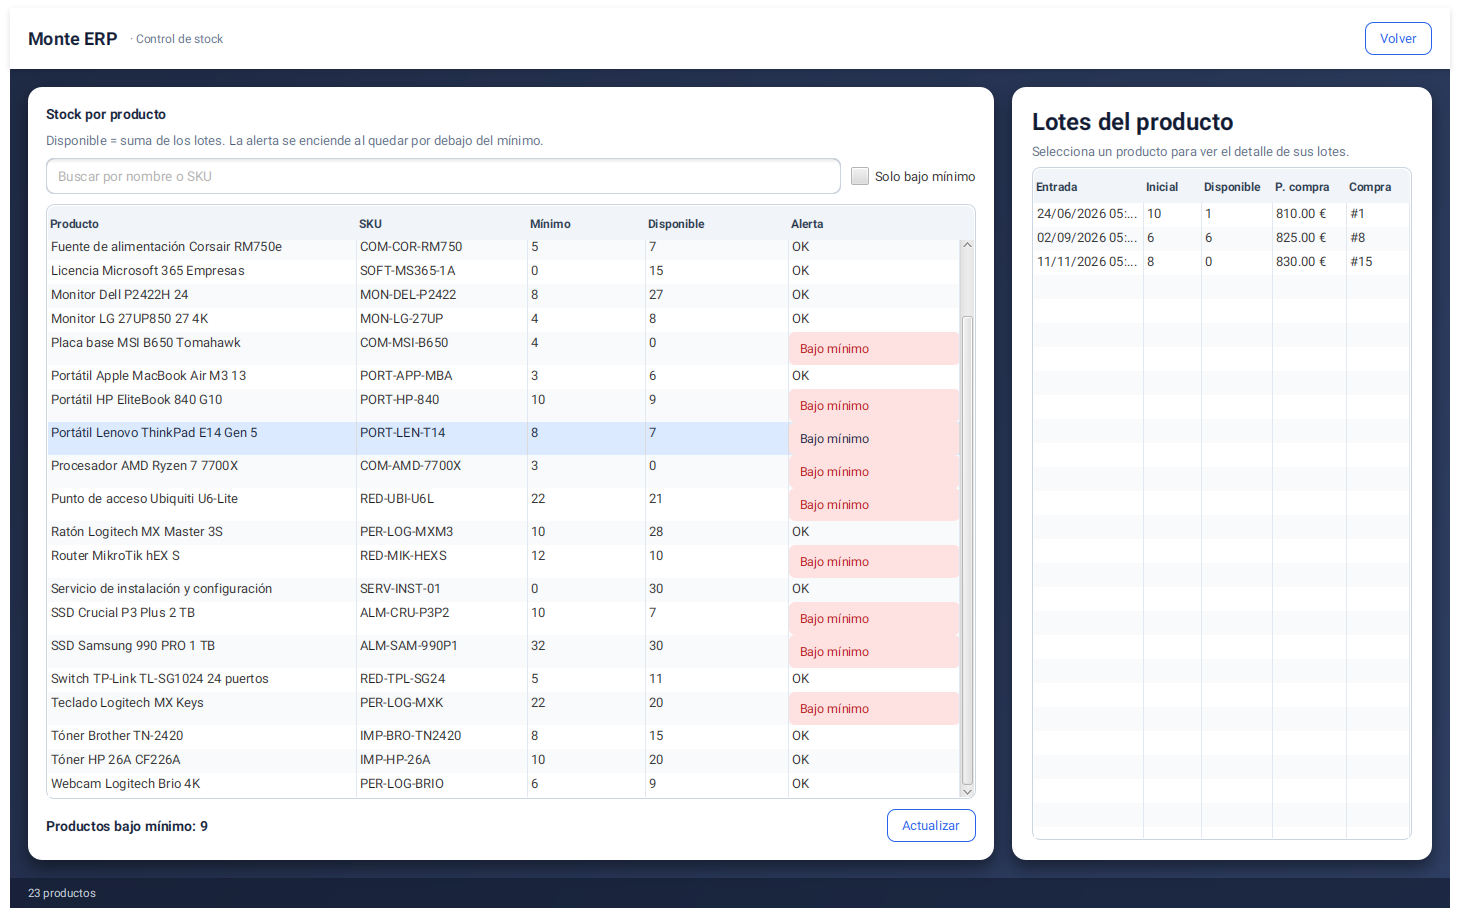 Monte ERP · Control de stock
Volver
Stock por producto
Disponible = suma de los lotes. La alerta se enciende al quedar por debajo del mínimo.
Buscar por nombre o SKU
Solo bajo mínimo
Producto SKU Mínimo Disponible Alerta
Fuente de alimentación Corsair RM750e COM-COR-RM750 5 7 OK
Licencia Microsoft 365 Empresas SOFT-MS365-1A 0 15 OK
Monitor Dell P2422H 24 MON-DEL-P2422 8 27 OK
Monitor LG 27UP850 27 4K MON-LG-27UP 4 8 OK
Placa base MSI B650 Tomahawk COM-MSI-B650 4 0 Bajo mínimo
Portátil Apple MacBook Air M3 13 PORT-APP-MBA 3 6 OK
Portátil HP EliteBook 840 G10 PORT-HP-840 10 9 Bajo mínimo
Portátil Lenovo ThinkPad E14 Gen 5 PORT-LEN-T14 8 7 Bajo mínimo
Procesador AMD Ryzen 7 7700X COM-AMD-7700X 3 0 Bajo mínimo
Punto de acceso Ubiquiti U6-Lite RED-UBI-U6L 22 21 Bajo mínimo
Ratón Logitech MX Master 3S PER-LOG-MXM3 10 28 OK
Router MikroTik hEX S RED-MIK-HEXS 12 10 Bajo mínimo
Servicio de instalación y configuración SERV-INST-01 0 30 OK
SSD Crucial P3 Plus 2 TB ALM-CRU-P3P2 10 7 Bajo mínimo
SSD Samsung 990 PRO 1 TB ALM-SAM-990P1 32 30 Bajo mínimo
Switch TP-Link TL-SG1024 24 puertos RED-TPL-SG24 5 11 OK
Teclado Logitech MX Keys PER-LOG-MXK 22 20 Bajo mínimo
Tóner Brother TN-2420 IMP-BRO-TN2420 8 15 OK
Tóner HP 26A CF226A IMP-HP-26A 10 20 OK
Webcam Logitech Brio 4K PER-LOG-BRIO 6 9 OK
Productos bajo mínimo: 9
Actualizar
Lotes del producto
Selecciona un producto para ver el detalle de sus lotes.
Entrada Inicial Disponible P. compra Compra
24/06/2026 05:... 10 1 810.00 € #1
02/09/2026 05:... 6 6 825.00 € #8
11/11/2026 05:... 8 0 830.00 € #15
23 productos